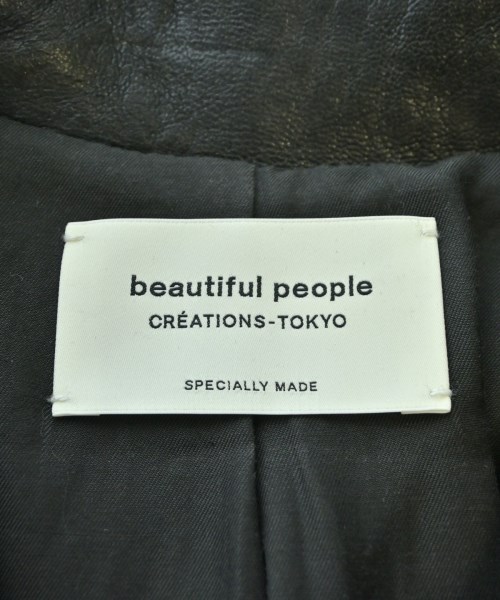 beautiful people
CRÉATIONS-TOKYO
SPECIALLY MADE